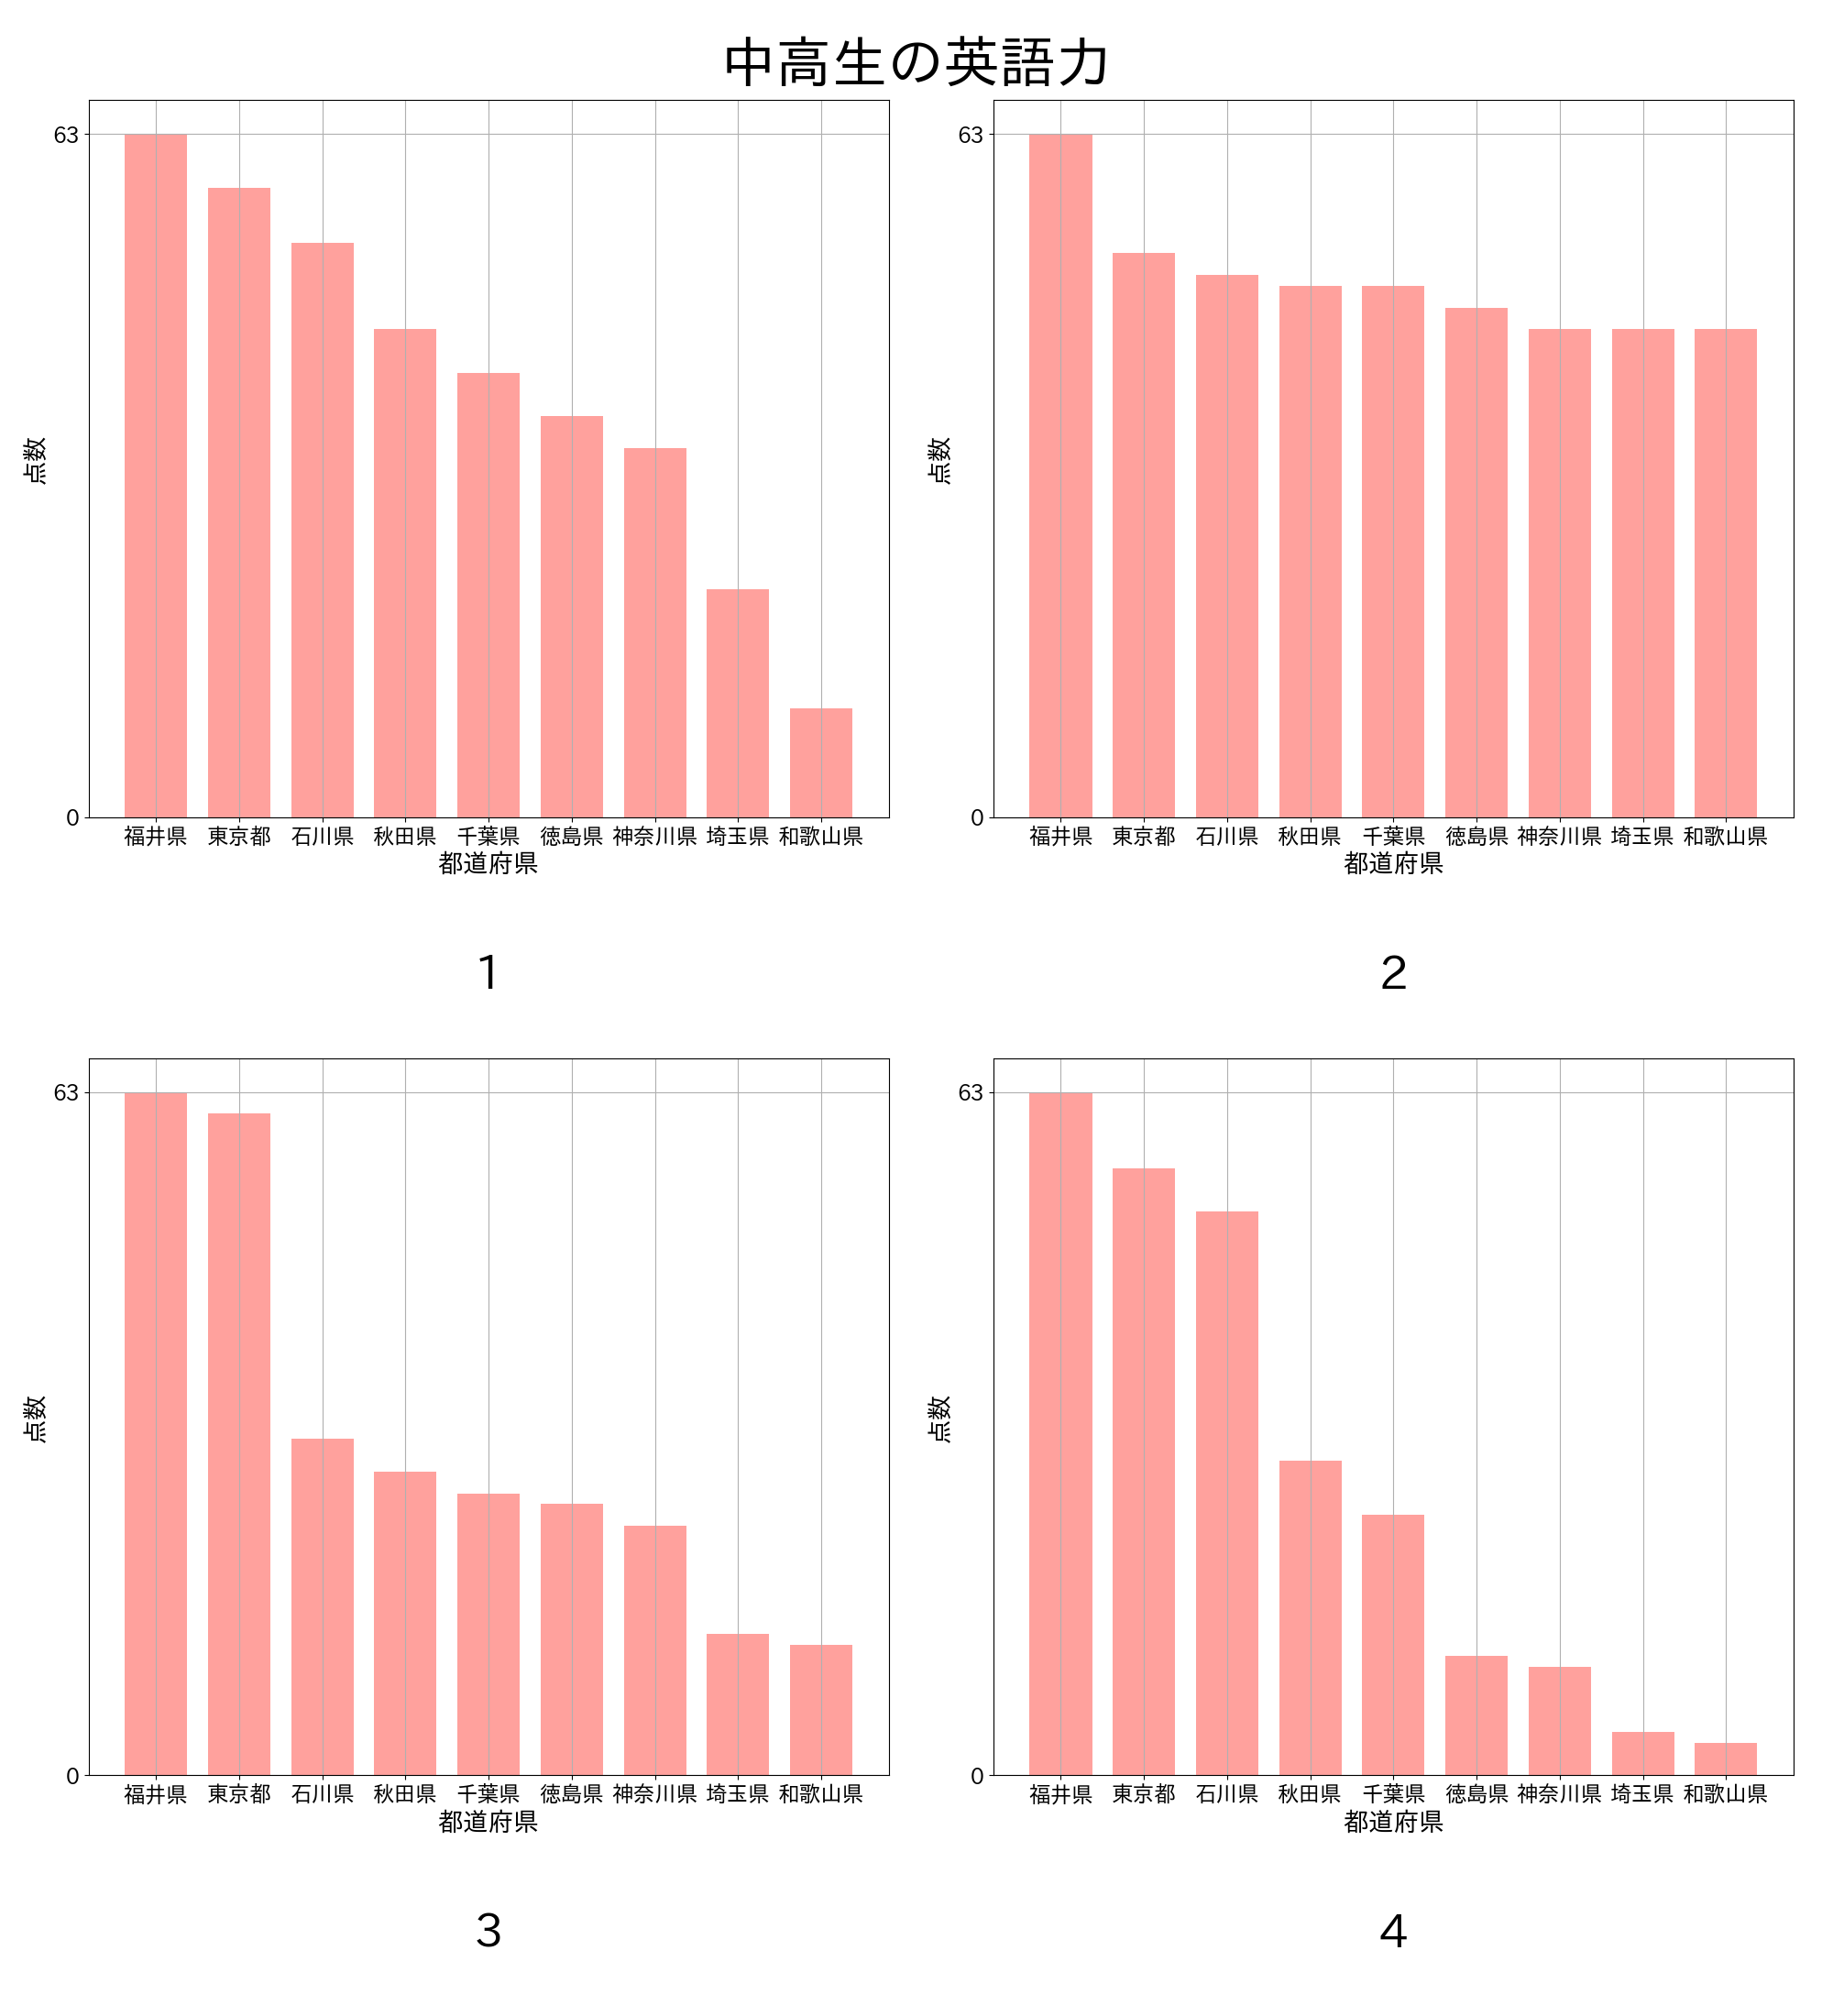 中高生の英語力
63
点数
0
福井県 東京都 石川県 秋田県 千葉県 徳島県 神奈川県 埼玉県 和歌山県
都道府県
1
63
点数
0
福井県 東京都 石川県 秋田県 千葉県 徳島県 神奈川県 埼玉県 和歌山県
都道府県
2
63
点数
0
福井県 東京都 石川県 秋田県 千葉県 徳島県 神奈川県 埼玉県 和歌山県
都道府県
3
63
点数
0
福井県 東京都 石川県 秋田県 千葉県 徳島県 神奈川県 埼玉県 和歌山県
都道府県
4